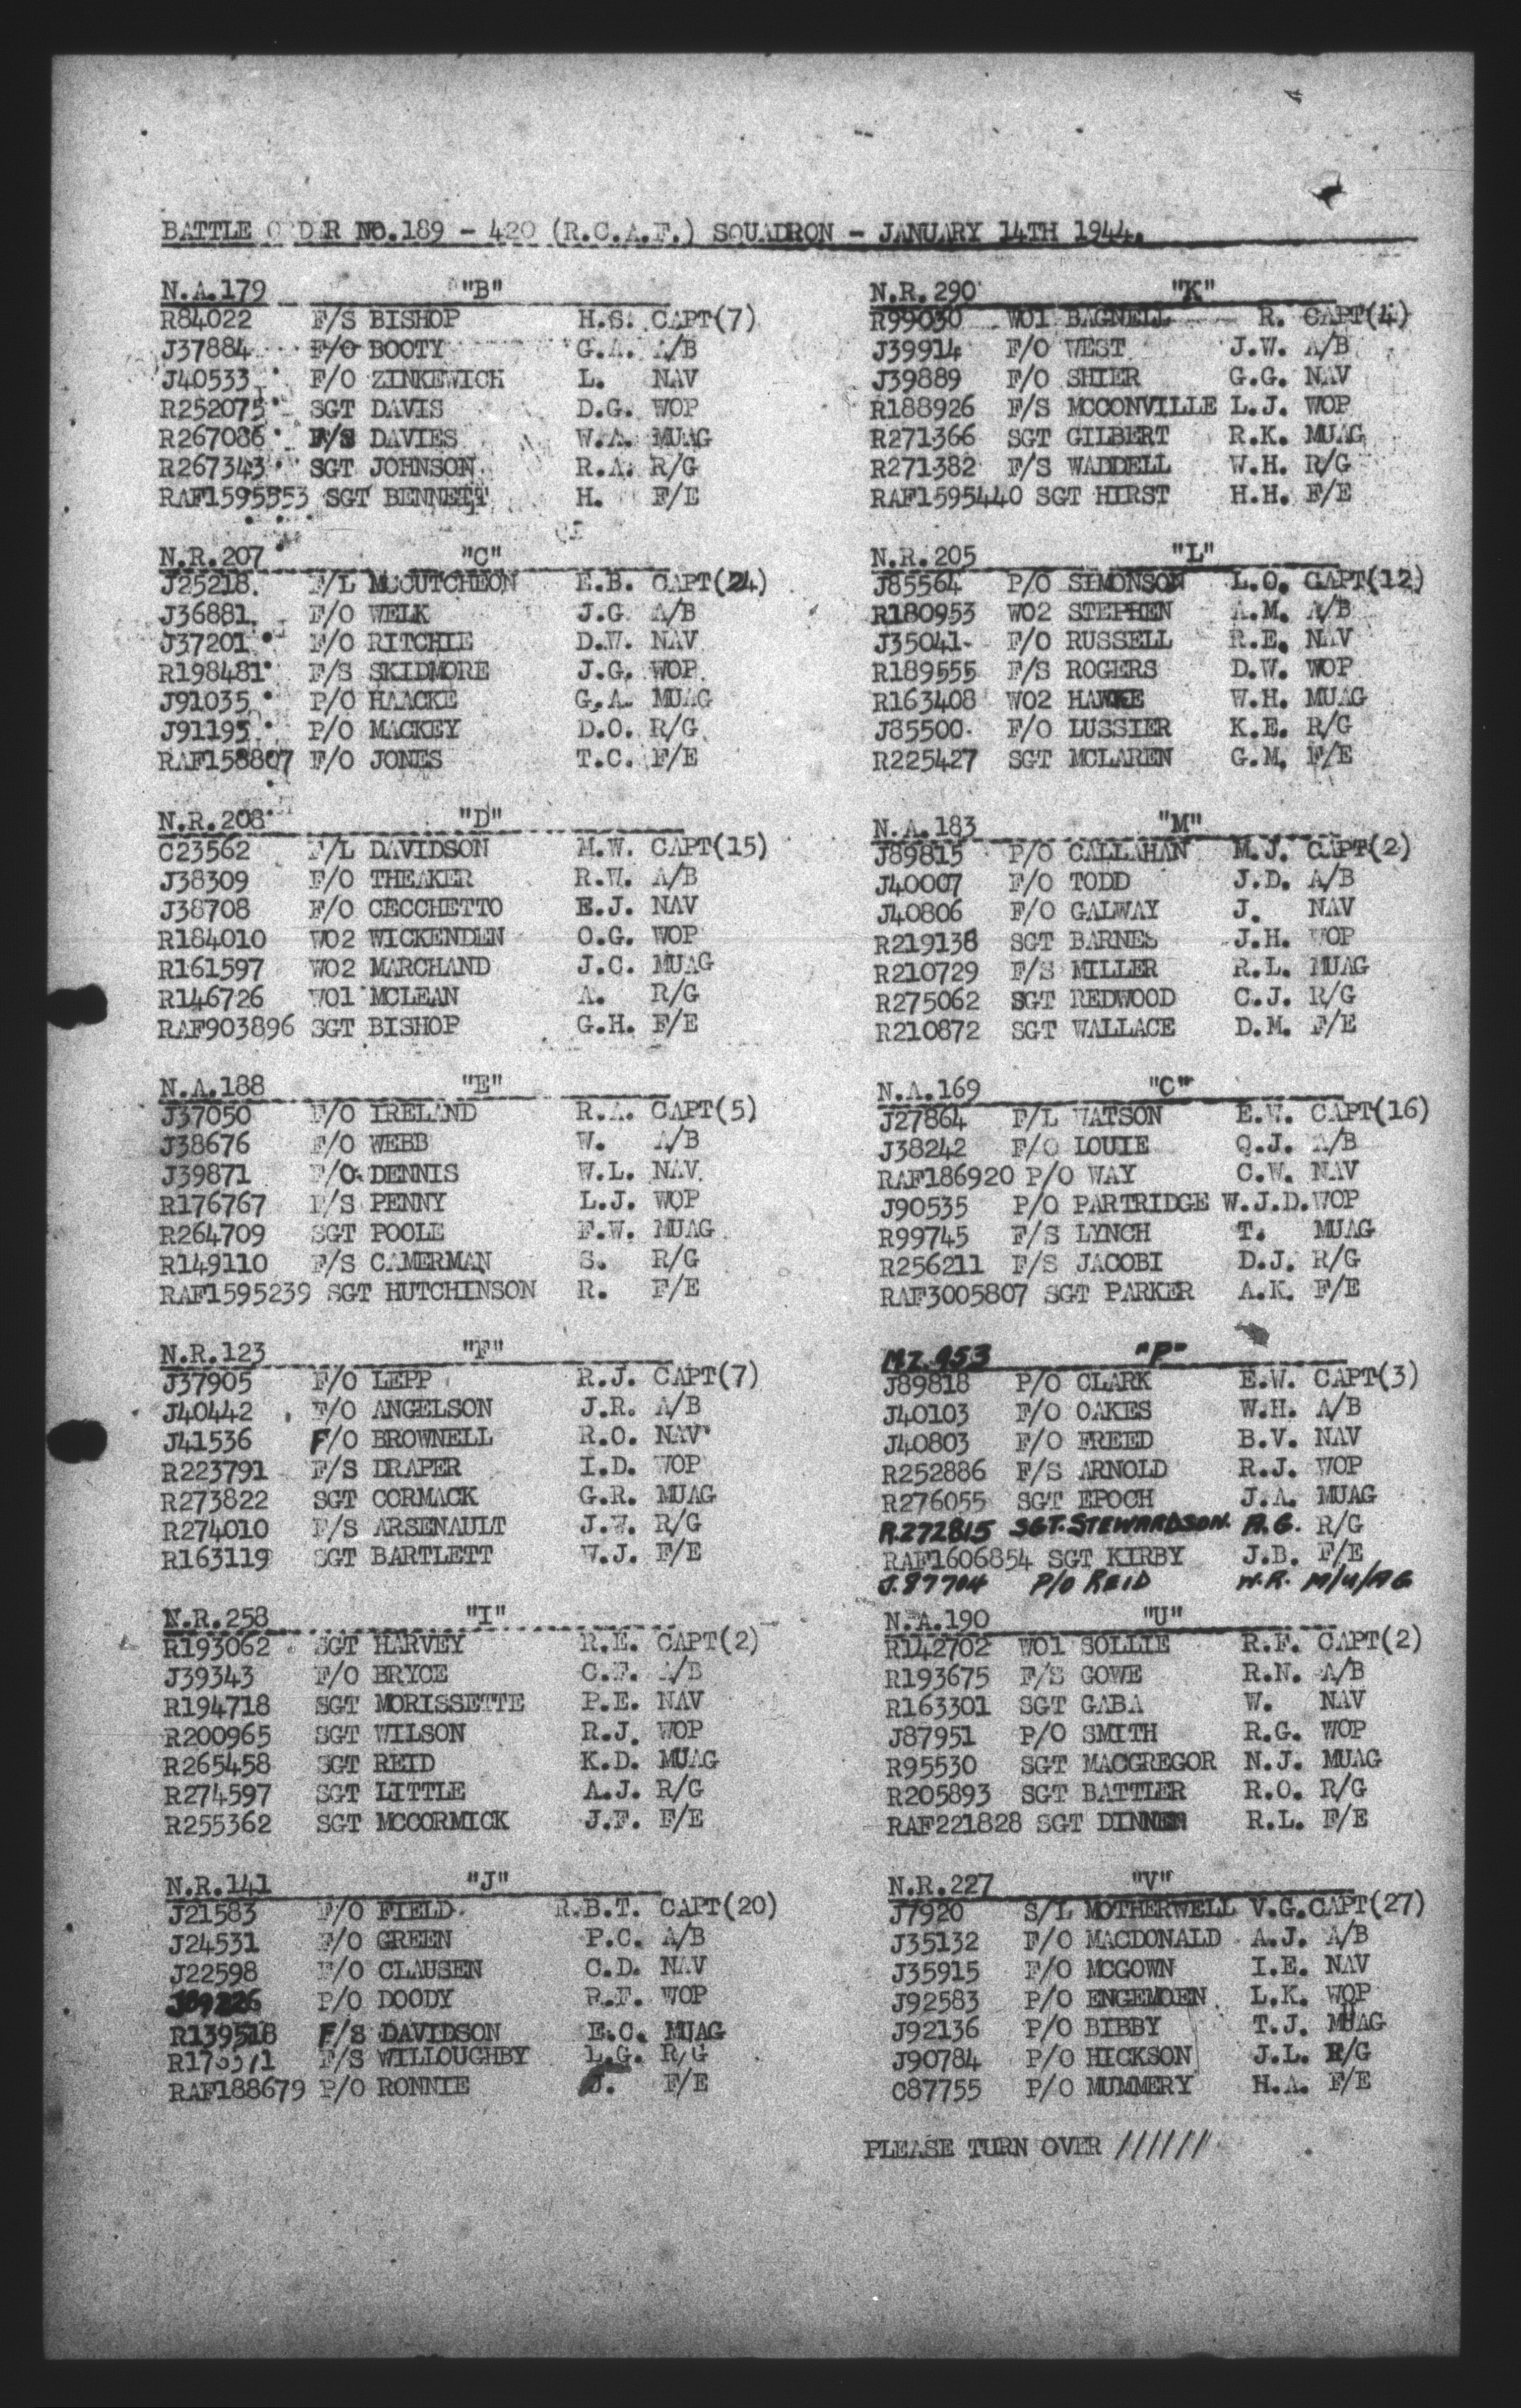 BATTLE ORDER NO.189 - 420 (R.C.A.F.) SQUADRON - JANUARY 14TH 1944.
N.A.179 "B"
R84022 F/S BISHOP H.S. CAPT(7)
J37884 F/O BOOTY G.A. A/B
J40533 F/O ZINKEWICH L. NAV
R252075 SGT DAVIS D.G. WOP
R267086 F/S DAVIES W.A. MUAG
R267343 SGT JOHNSON R.A. R/G
RAF1595553 SGT BENNETT H. F/E
N.R.207 "C"
J25218 F/L MCCUTCHEON E.B. CAPT(24)
J36881 F/O WELK J.G A/B
J37201 F/O RITCHIE D.W. NAV
R198481 F/S SKIDMORE J.G. WOP
J91035 P/O HAACKE G.A. MUAG
J91195 P/O MACKEY D.O. R/G
RAF158807 F/O JONES T.C. F/E
N.R.208 "D"
C23562 F/L DAVIDSON M.W. CAPT(15)
J38309 F/O THEAKER R.W. A/B
J38708 F/O CECCHETTO E.J. NAV
R184010 WO2 WICKENDEN O.G. WOP
R161597 WO2 MARCHAND J.C. MUAG
R146726 WO1 MCLEAN A. R/G
RAF903896 SGT BISHOP G.H. F/E
N.A.188 "E"
J37050 F/O IRELAND R.A. CAPT(5)
J38676 F/O WEBB W. A/B
J39871 F/O DENNIS W.L. NAV
R176767 F/S PENNY L.J. WOP
R264709 SGT POOLE F.W. MUAG
R149110 F/S CAMERMAN S. R/G
RAF1595239 SGT HUTCHINSON R. F/E
N.R.123 "F"
J37905 F/O LEPP R.J. CAPT(7)
J40442 F/O ANGELSON J.R. A/B
J41536 F/O BROWNELL R.O. NAV
R223791 F/S DRAPER I.D. WOP
R273822 SGT CORMACK G.R. MUAG
R274010 F/S ARSENAULT J.W. R/G
R163119 SGT BARTLETT W.J. F/E
N.R.258 "I"
R193062 SGT HARVEY R.E. CAPT(2)
J39343 F/O BRYCE C.F. A/B
R194718 SGT MORISSETTE P.E. NAV
R200965 SGT WILSON R.J. WOP
R265458 SGT REID K.D. MUAG
R274597 SGT LITTLE A.J. R/G
R255362 SGT MCCORMICK J.F. F/E
N.R.141 "J"
J21583 F/O FIELD R.B.T. CAPT(20)
J24531 F/O GREEN P.C. A/B
J22598 F/O CLAUSEN C.D. NAV
P/O DOODY R.F. WOP
R139518 F/S DAVIDSON E.C. MUAG
F/S WILLOUGHBY L.G. R/G
RAF188679 P/O RONNIE J. F/E
N.R.290 "K"
R99030 WO1 BAGNELL R. CAPT(4)
J39914 F/O WEST J.W. A/B
J39889 F/O SHIER G.G. NAV
R188926 F/S MCCONVILLE L.J. WOP
R271366 SGT GILBERT R.K. MUAG
R271382 F/S WADDELL W.H. R/G
RAF1595440 SGT HIRST H.H. F/E
N.R.205 "L"
J85564 P/O SIMONSON L.O. CAPT(12)
R180953 WO2 STEPHEN A.M. A/B
J35041 F/O RUSSELL R.E. NAV
R189555 F/S ROGERS D.W. WOP
R163408 WO2 HAWKE W.H. MUAG
J85500 F/O LUSSIER K.E. R/G
R225427 SGT MCLAREN G.M. F/E
N.A.183 "M"
J89815 P/O CALLAHAN M.J. CAPT(2)
J40007 F/O TODD J.D. A/B
J40806 F/O GALWAY J. NAV
R219138 SGT BARNES J.H. WOP
R210729 F/S MILLER R.L. MUAG
R275062 SGT REDWOOD C.J. R/G
R210872 SGT WALLACE D.M. F/E
N.A.169 "O"
J27864 F/L WATSON E.W. CAPT(16)
J38242 F/O LOUIE Q.J. A/B
RAF186920 P/O WAY C.W. NAV
J90535 P/O PARTRIDGE W.J.D. WOP
R99745 F/S LYNCH T. MUAG
R256211 F/S JACOBI D.J. R/G
RAF3005807 SGT PARKER A.K. F/E
MZ.953 "P"
J89818 P/O CLARK E.W. CAPT(3)
J40103 F/O OAKES W.H. A/B
J40803 F/O FREED B.V. NAV
R252886 F/S ARNOLD R.J. WOP
R276055 SGT EPOCH J.A. MUAG
R.272815 SGT. STEWARDSON. A.G. R/G
RAF1606854 SGT KIRBY J.B. F/E
J.87704 P/O REID W.R. M/U/AG
N.A.190 "U"
R142702 WO1 SOLLIE R.F. CAPT(2)
R193675 F/S GOWE R.N. A/B
R163301 SGT GABA W. NAV
J87951 P/O SMITH R.G. WOP
R95530 SGT MACGREGOR N.J. MUAG
R205893 SGT BATTLER R.O. R/G
RAF221828 SGT DINNEN R.L. F/E
N.R.227 "V"
J7920 S/L MOTHERWELL V.G. CAPT(27)
J35132 F/O MACDONALD A.J. A/B
J35915 F/O MCGOWN I.E. NAV
J92583 P/O ENGEMOEN L.K. WOP
J92136 P/O BIBBY T.J. MUAG
J90784 P/O HICKSON J.L. R/G
C87755 P/O MUMMERY H.A. F/E
PLEASE TURN OVER //////